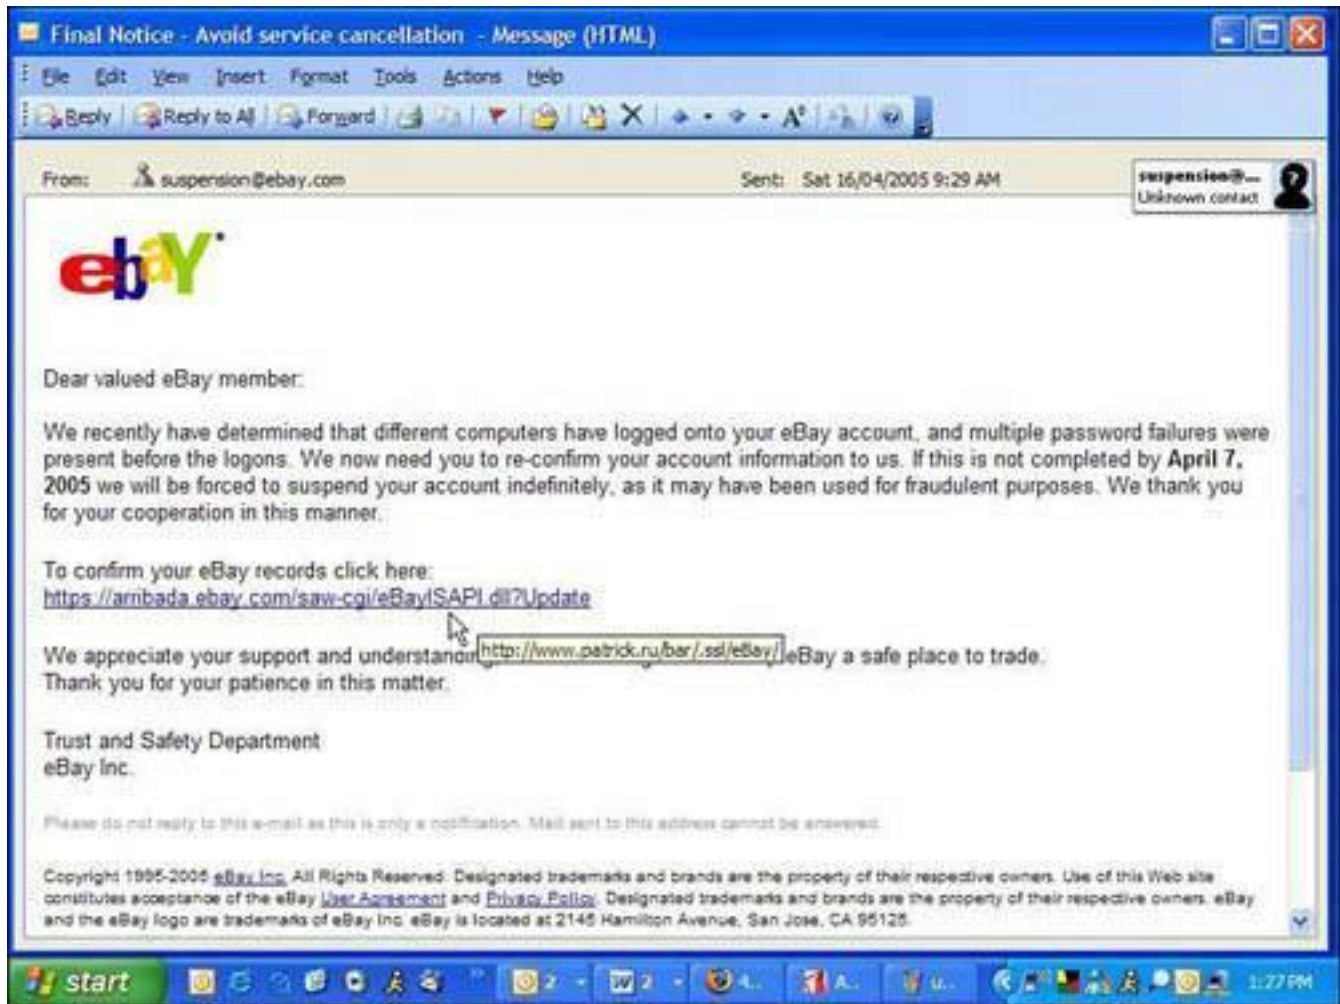 Final Notice - Avoid service cancellation - Message (HTML)
File Edit View Insert Format Tools Actions Help
Reply Reply to All Forward
From: suspension@ebay.com Sent: Sat 16/04/2005 9:29 AM
suspension@...
Unknown contact
ebay
Dear valued eBay member:
We recently have determined that different computers have logged onto your eBay account, and multiple password failures were
present before the logons. We now need you to re-confirm your account information to us. If this is not completed by April 7,
2005 we will be forced to suspend your account indefinitely, as it may have been used for fraudulent purposes. We thank you
for your cooperation in this manner.
To confirm your eBay records click here:
https://arribada.ebay.com/saw-cgi/eBayISAPI.dll?Update
http://www.patrick.ru/bar/.ssl/eBay/
We appreciate your support and understanding eBay a safe place to trade.
Thank you for your patience in this matter.
Trust and Safety Department
eBay Inc.
Please do not reply to this e-mail as this is only a notification. Mail sent to this address cannot be answered.
Copyright 1995-2005 eBay Inc. All Rights Reserved. Designated trademarks and brands are the property of their respective owners. Use of this Web site
constitutes acceptance of the eBay User Agreement and Privacy Policy. Designated trademarks and brands are the property of their respective owners. eBay
and the eBay logo are trademarks of eBay Inc. eBay is located at 2145 Hamilton Avenue, San Jose, CA 95125.
start 2 2 4.. A.. u.. 1:27 PM